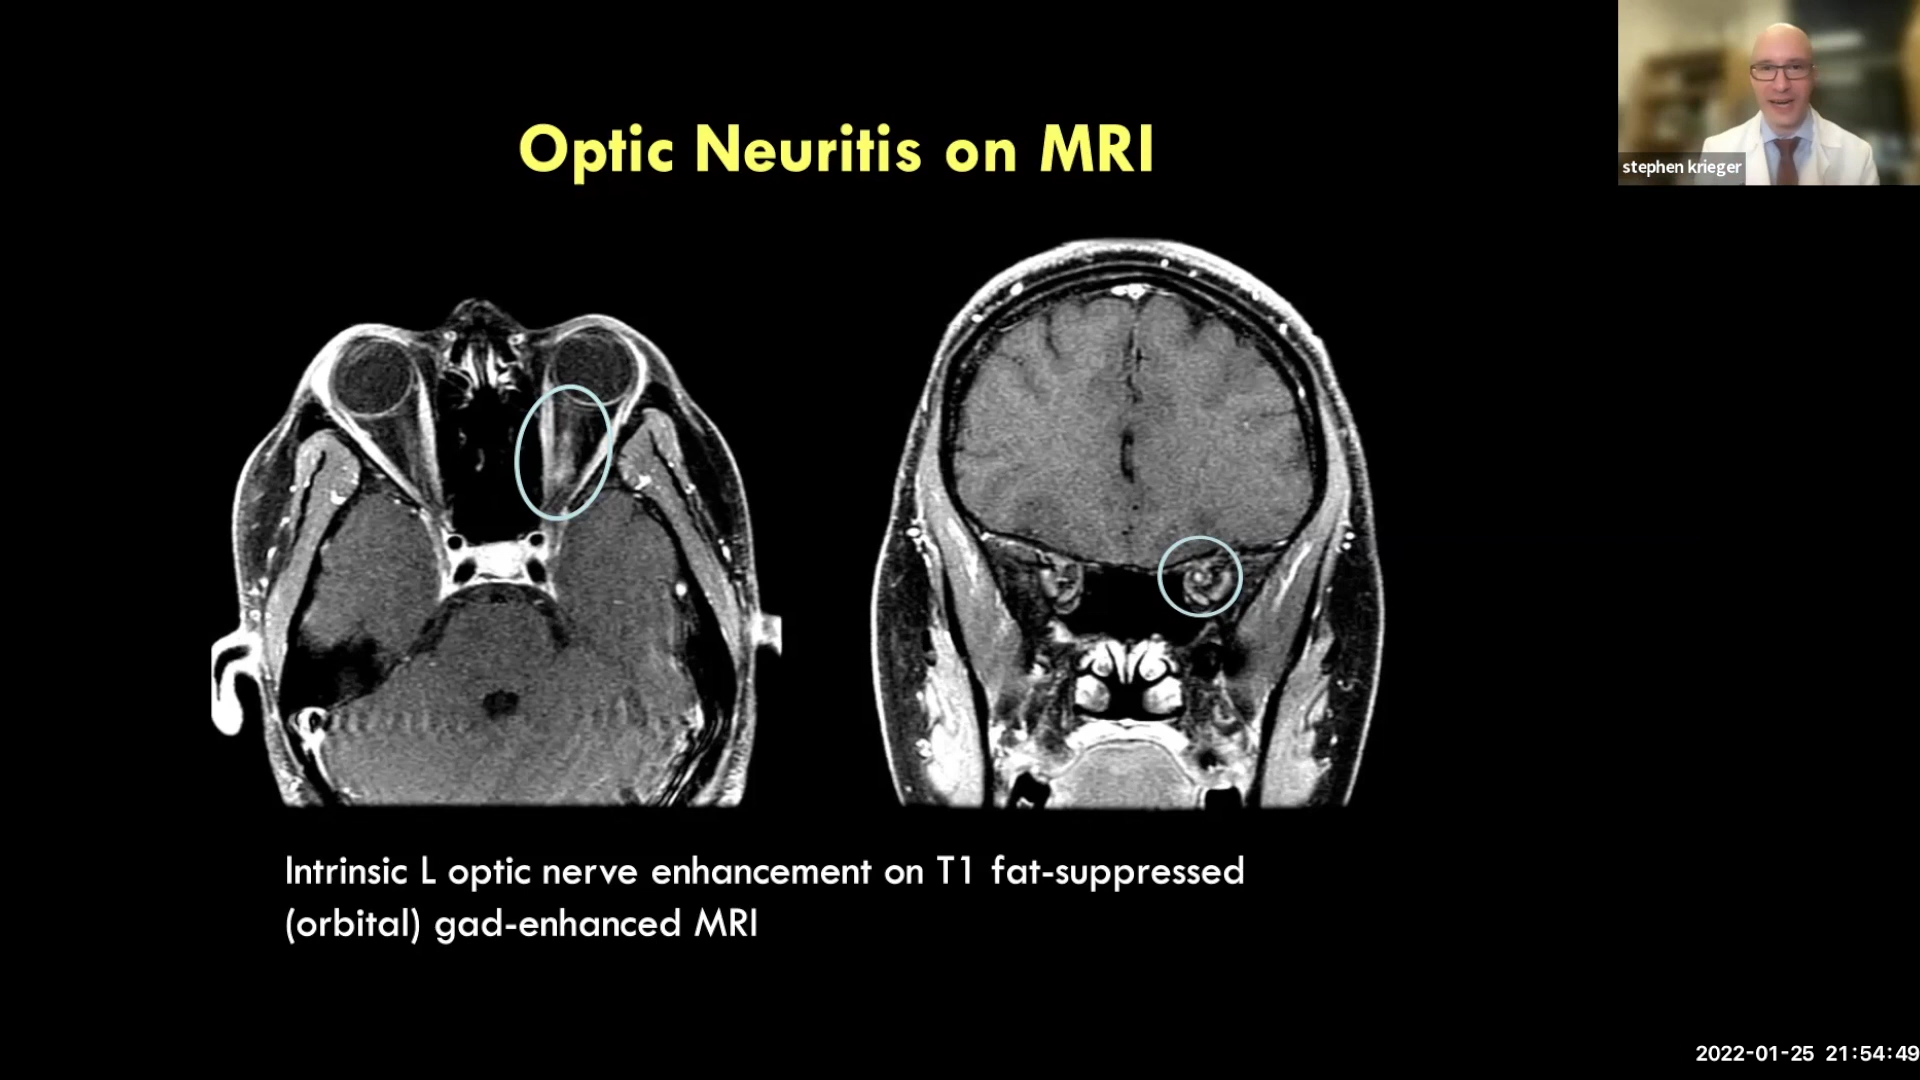 Optic Neuritis on MRI
stephen krieger
Intrinsic L optic nerve enhancement on T1 fat-suppressed
(orbital) gad-enhanced MRI
2022-01-25 21:54:49